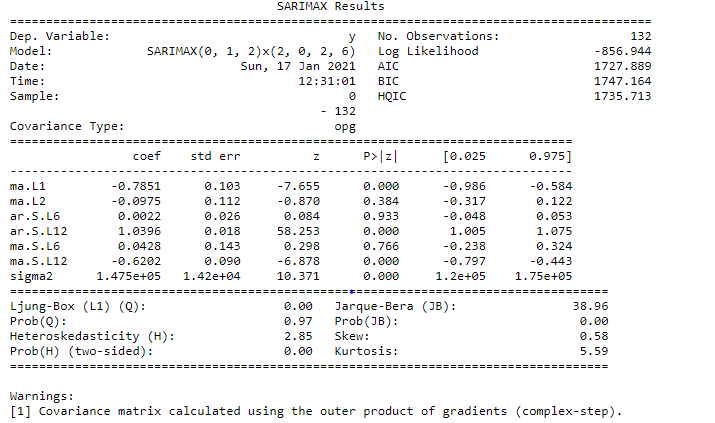 SARIMAX Results
==============================================================================
Dep. Variable: y No. Observations: 132
Model: SARIMAX(0, 1, 2)x(2, 0, 2, 6) Log Likelihood -856.944
Date: Sun, 17 Jan 2021 AIC 1727.889
Time: 12:31:01 BIC 1747.164
Sample: 0 HQIC 1735.713
- 132
Covariance Type: opg
==============================================================================
coef std err z P>|z| [0.025 0.975]
------------------------------------------------------------------------------
ma.L1 -0.7851 0.103 -7.655 0.000 -0.986 -0.584
ma.L2 -0.0975 0.112 -0.870 0.384 -0.317 0.122
ar.S.L6 0.0022 0.026 0.084 0.933 -0.048 0.053
ar.S.L12 1.0396 0.018 58.253 0.000 1.005 1.075
ma.S.L6 0.0428 0.143 0.298 0.766 -0.238 0.324
ma.S.L12 -0.6202 0.090 -6.878 0.000 -0.797 -0.443
sigma2 1.475e+05 1.42e+04 10.371 0.000 1.2e+05 1.75e+05
==============================================================================
Ljung-Box (L1) (Q): 0.00 Jarque-Bera (JB): 38.96
Prob(Q): 0.97 Prob(JB): 0.00
Heteroskedasticity (H): 2.85 Skew: 0.58
Prob(H) (two-sided): 0.00 Kurtosis: 5.59
==============================================================================
Warnings:
[1] Covariance matrix calculated using the outer product of gradients (complex-step).